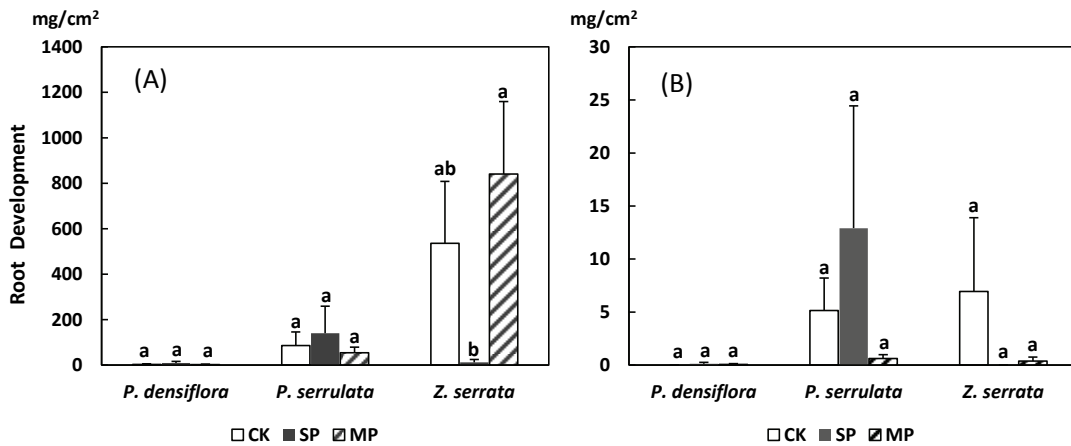 mg/cm²
1400
1200
1000
800
600
400
200
0
Root Development
(A)
a a a
a a a
ab b a
P. densiflora P. serrulata Z. serrata
CK SP MP
mg/cm²
30
25
20
15
10
5
0
(B)
a a a
a a a
a a a
P. densiflora P. serrulata Z. serrata
CK SP MP